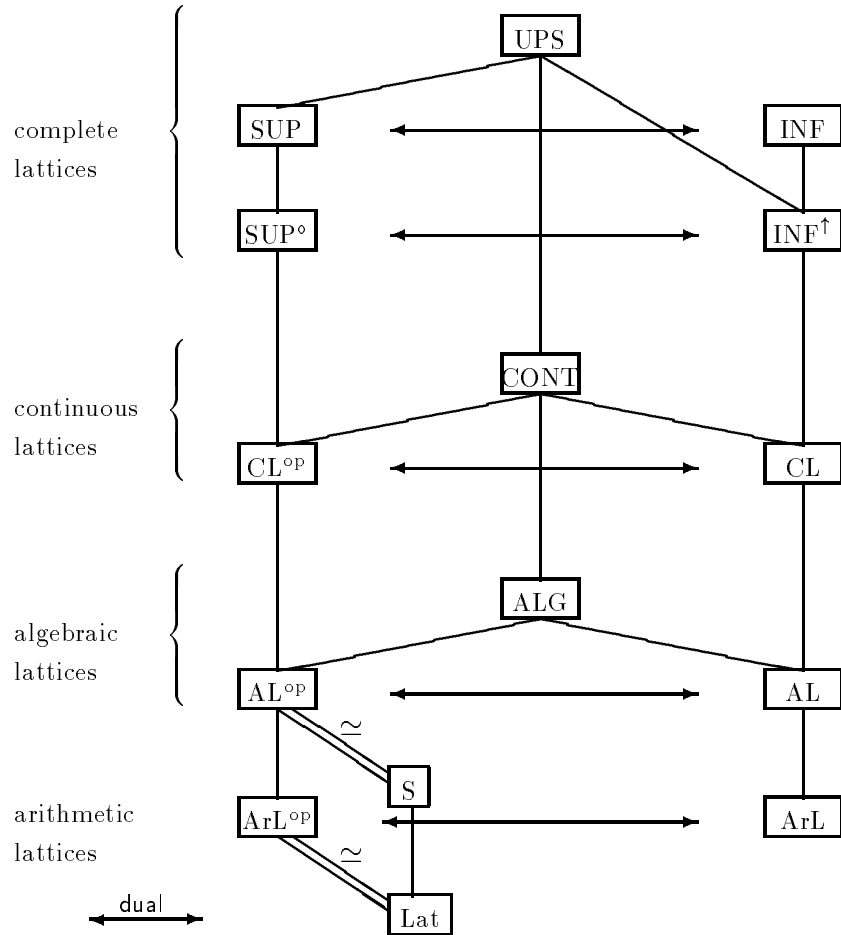 UPS
complete
lattices
SUP
INF
SUP°
INF↑
CONT
continuous
lattices
CL^op
CL
ALG
algebraic
lattices
AL^op
AL
≃
S
arithmetic
lattices
ArL^op
ArL
≃
dual
Lat